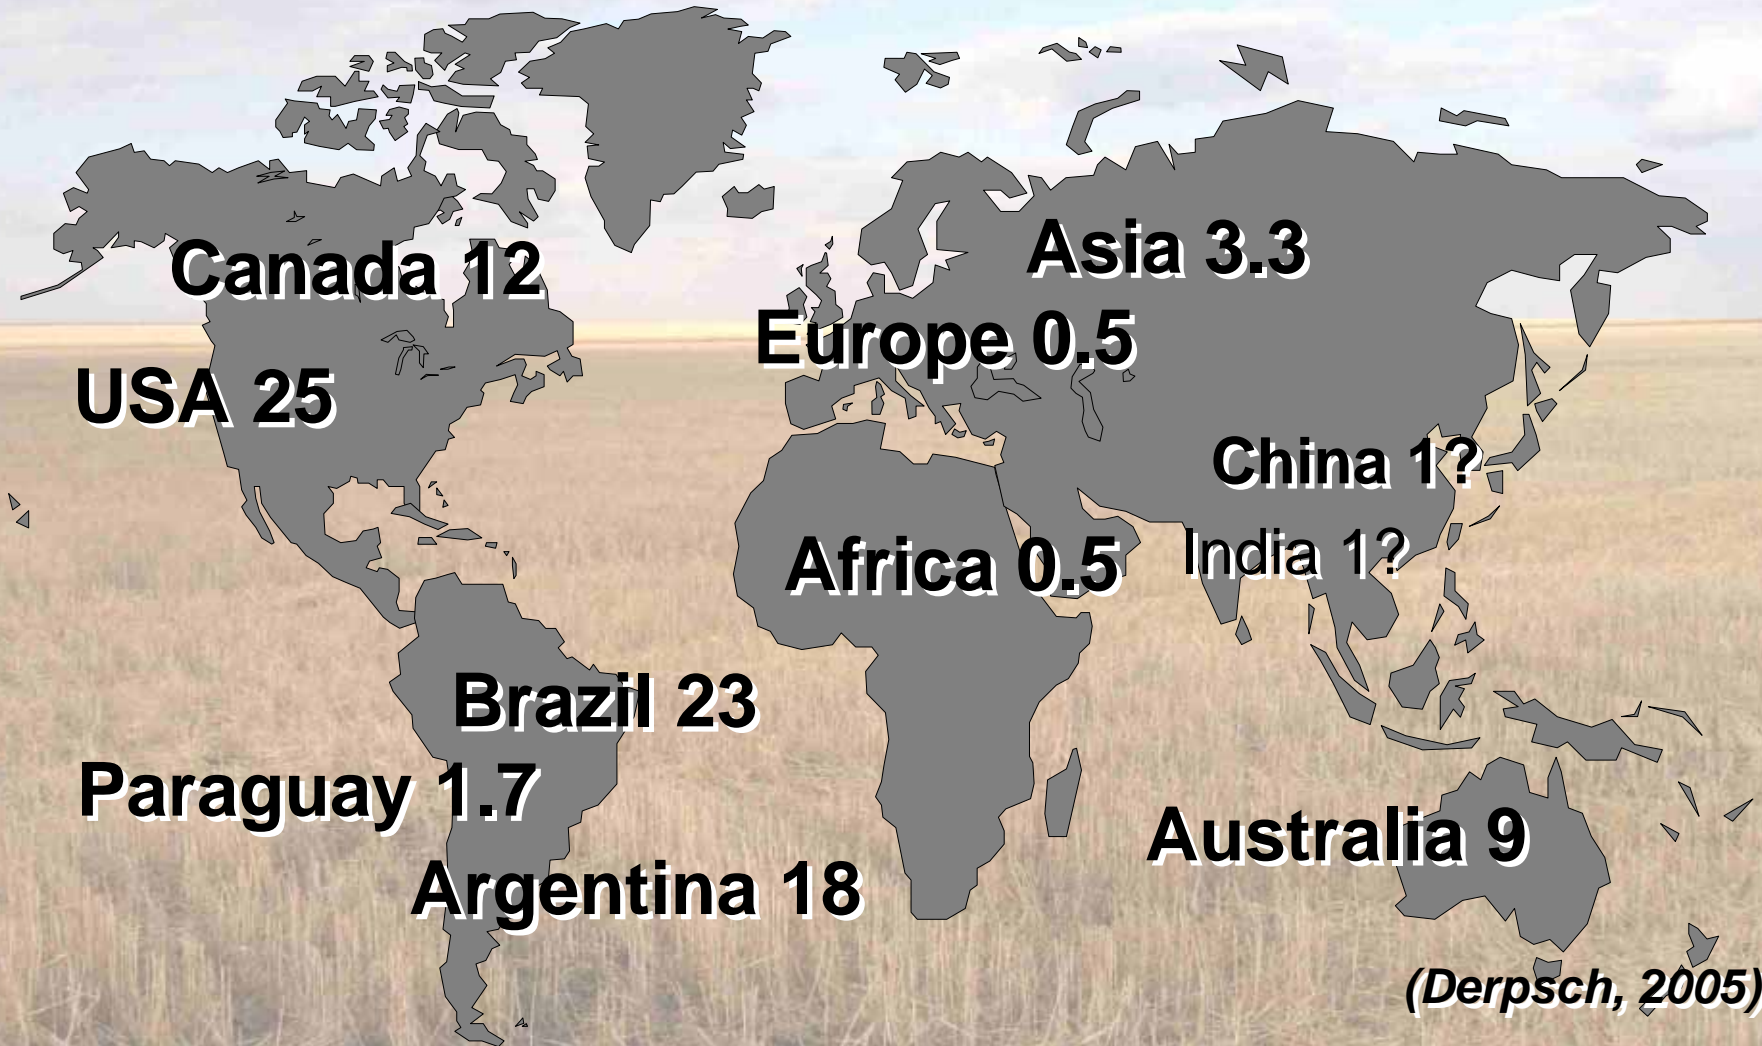 Canada 12
Asia 3.3
Europe 0.5
USA 25
China 1?
India 1?
Africa 0.5
Brazil 23
Paraguay 1.7
Australia 9
Argentina 18
(Derpsch, 2005)